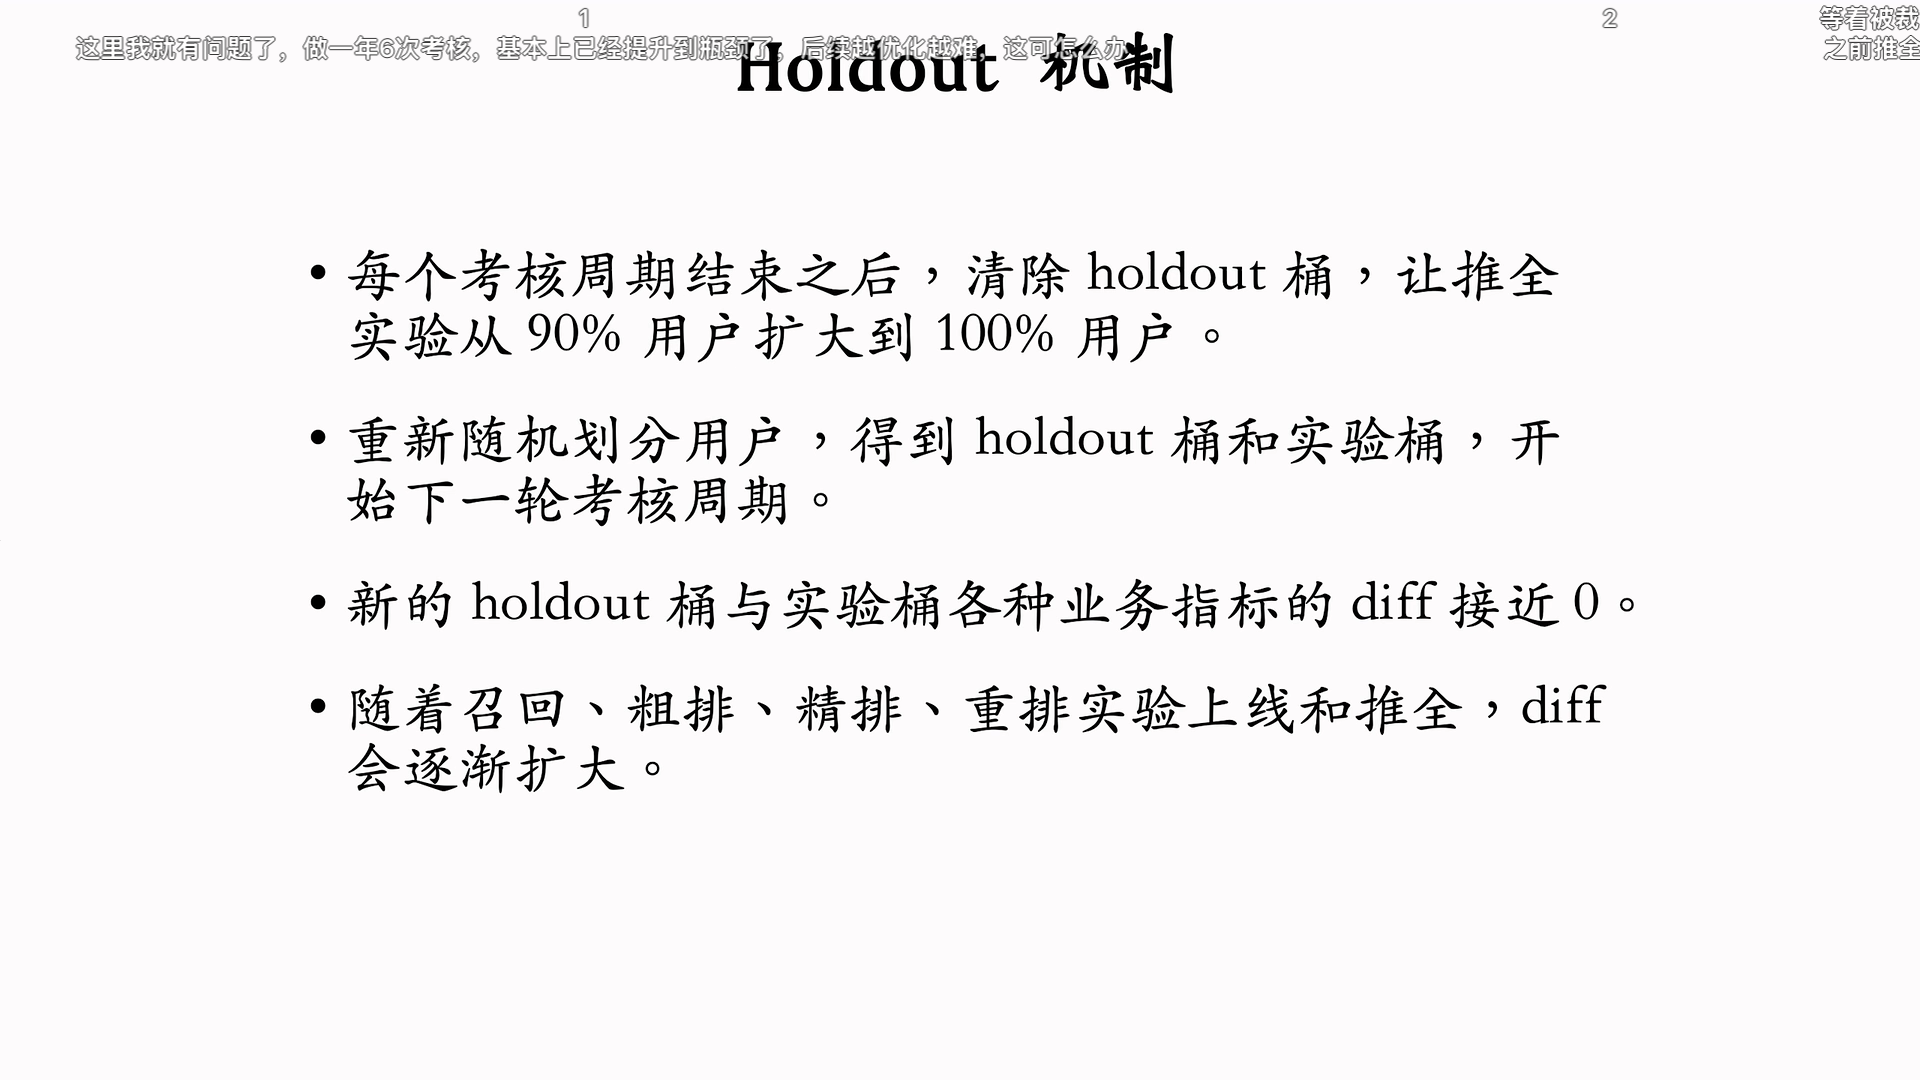 1
2
等着被裁
这里我就有问题了，做一年6次考核，基本上已经提升到瓶颈了，后续越优化越难，这可怎么办
之前推全
Holdout 机制
• 每个考核周期结束之后，清除 holdout 桶，让推全
实验从 90% 用户扩大到 100% 用户。
• 重新随机划分用户，得到 holdout 桶和实验桶，开
始下一轮考核周期。
• 新的 holdout 桶与实验桶各种业务指标的 diff 接近 0。
• 随着召回、粗排、精排、重排实验上线和推全，diff
会逐渐扩大。